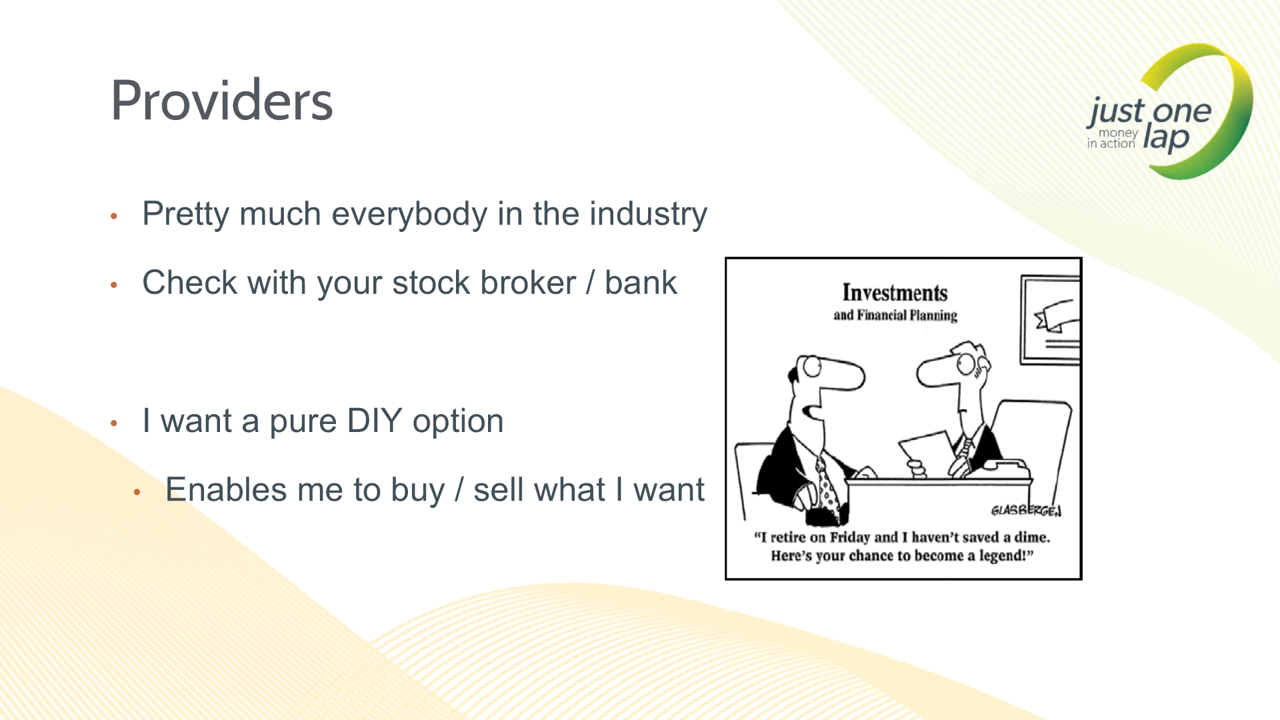 Providers
just one
money
in action
lap
• Pretty much everybody in the industry
• Check with your stock broker / bank
• I want a pure DIY option
• Enables me to buy / sell what I want
Investments
and Financial Planning
GLASBERGEN
“I retire on Friday and I haven’t saved a dime.
Here’s your chance to become a legend!”